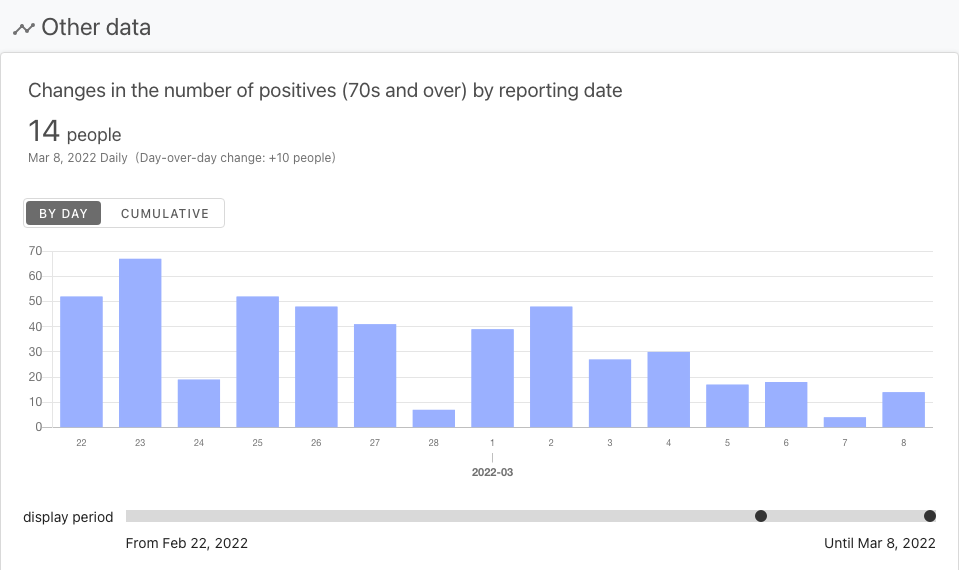 Other data
Changes in the number of positives (70s and over) by reporting date
14 people
Mar 8, 2022 Daily (Day-over-day change: +10 people)
BY DAY CUMULATIVE
70
60
50
40
30
20
10
0
22 23 24 25 26 27 28 1 2 3 4 5 6 7 8
2022-03
display period
From Feb 22, 2022 Until Mar 8, 2022